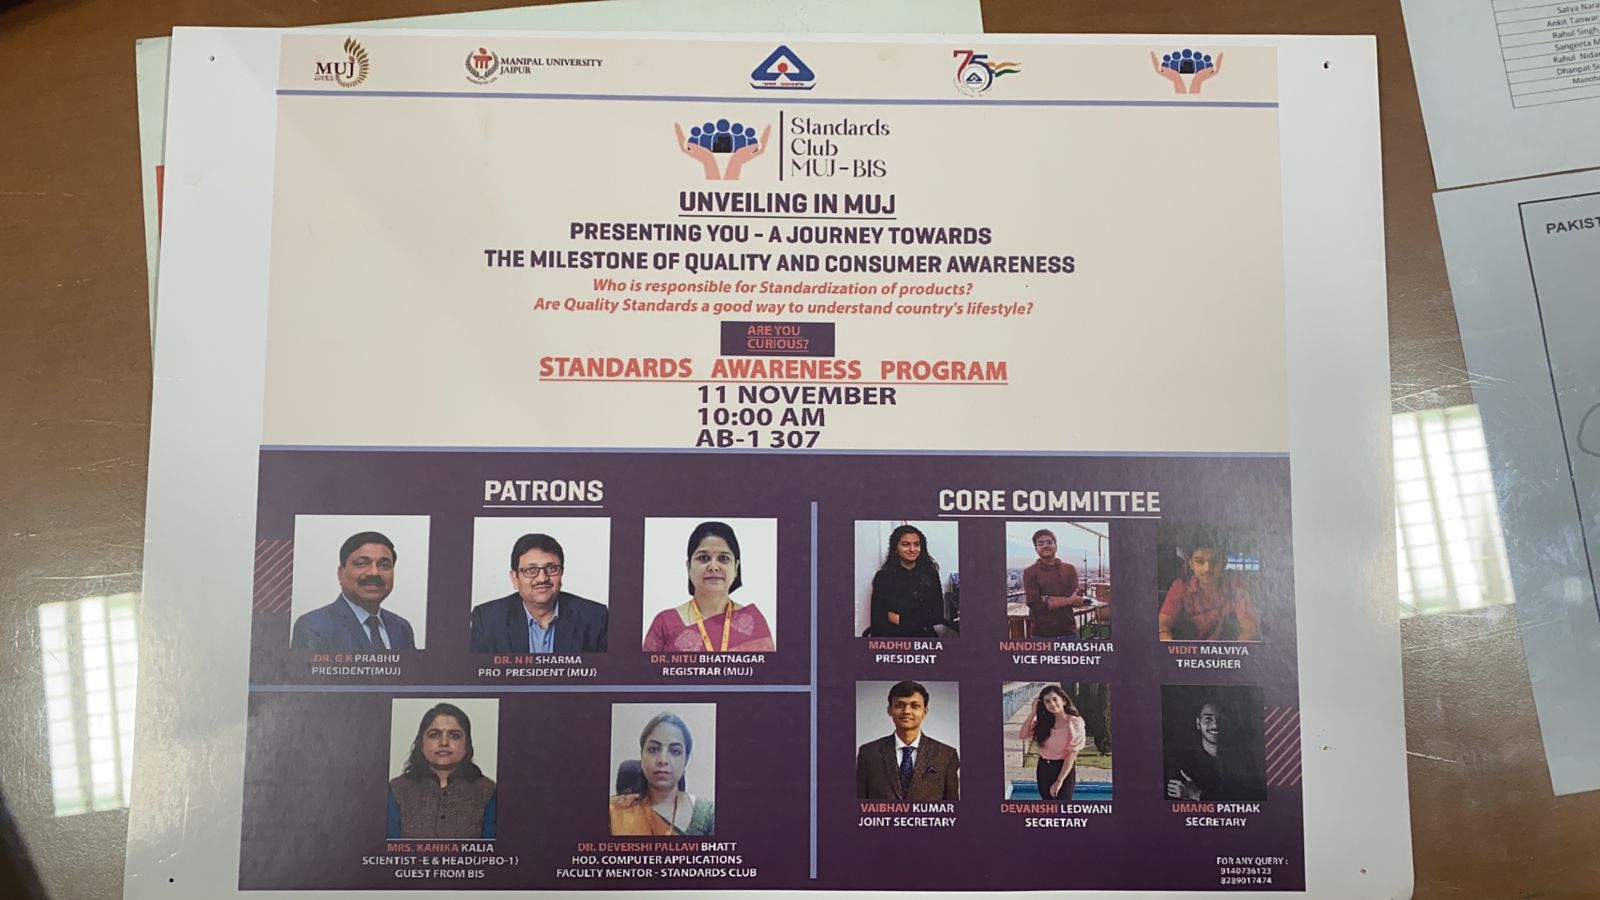 MUJ
MANIPAL UNIVERSITY
JAIPUR
75
Standards
Club
MUJ-BIS
UNVEILING IN MUJ
PRESENTING YOU - A JOURNEY TOWARDS
THE MILESTONE OF QUALITY AND CONSUMER AWARENESS
Who is responsible for Standardization of products?
Are Quality Standards a good way to understand country's lifestyle?
ARE YOU
CURIOUS?
STANDARDS AWARENESS PROGRAM
11 NOVEMBER
10:00 AM
AB-1 307
PATRONS
DR. G K PRABHU
PRESIDENT(MUJ)
DR. N N SHARMA
PRO PRESIDENT (MUJ)
DR. NITU BHATNAGAR
REGISTRAR (MUJ)
MRS. KANIKA KALIA
SCIENTIST -E & HEAD(JPBO-1)
GUEST FROM BIS
DR. DEVERSHI PALLAVI BHATT
HOD. COMPUTER APPLICATIONS
FACULTY MENTOR - STANDARDS CLUB
CORE COMMITTEE
MADHU BALA
PRESIDENT
NANDISH PARASHAR
VICE PRESIDENT
VIDIT MALVIYA
TREASURER
VAIBHAV KUMAR
JOINT SECRETARY
DEVANSHI LEDWANI
SECRETARY
UMANG PATHAK
SECRETARY
FOR ANY QUERY :
9140736123
8289017474
Satya Nara
Ankit Tanwar
Rahul Singh
Sangeeta M
Rahul Nidar
Dhanpat Se
Manoha
PAKIST